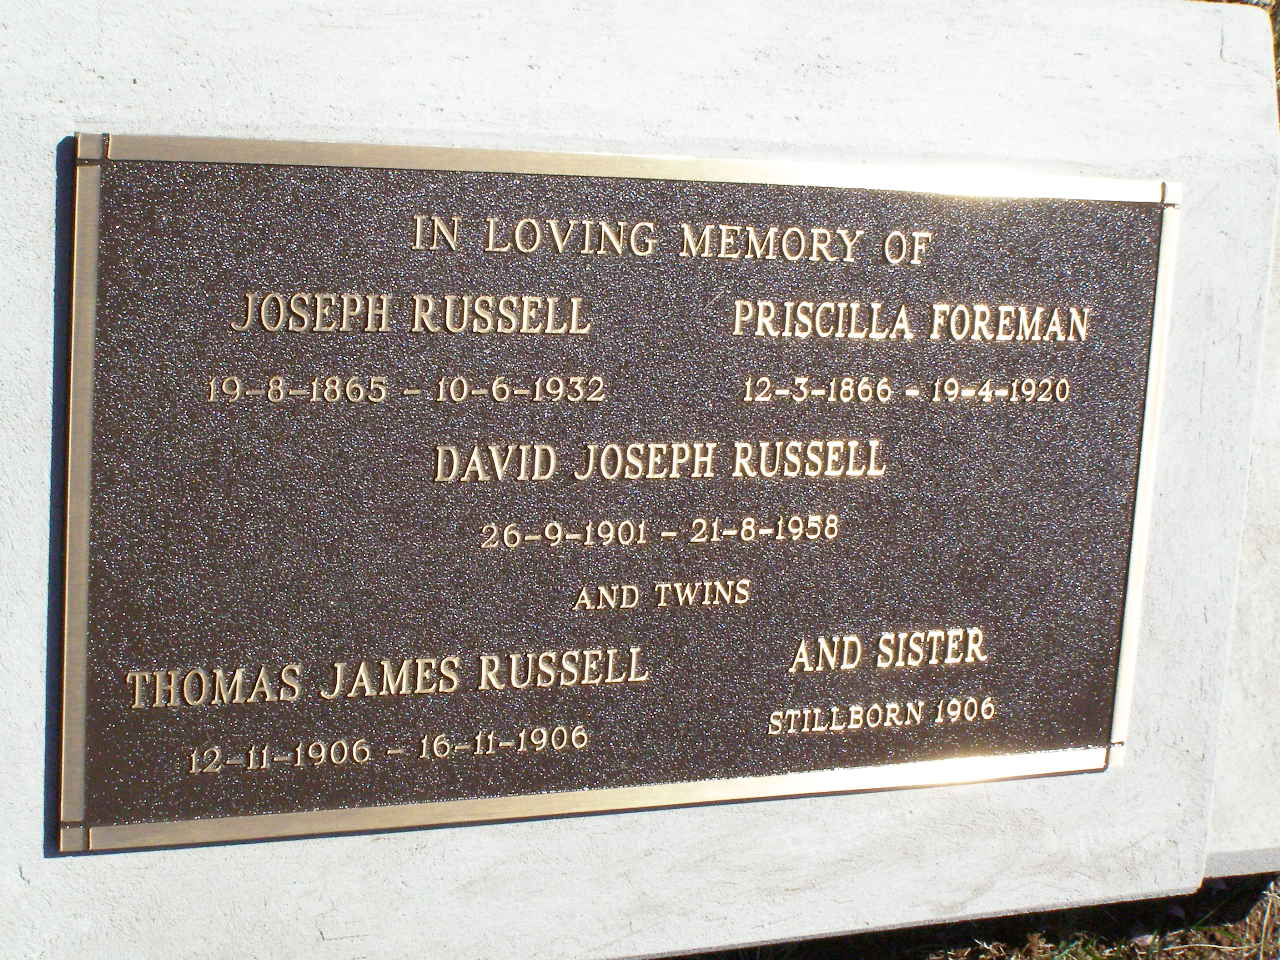 IN LOVING MEMORY OF
JOSEPH RUSSELL PRISCILLA FOREMAN
19-8-1865 - 10-6-1932 12-3-1866 - 19-4-1920
DAVID JOSEPH RUSSELL
26-9-1901 - 21-8-1958
AND TWINS
THOMAS JAMES RUSSELL AND SISTER
12-11-1906 - 16-11-1906 STILLBORN 1906